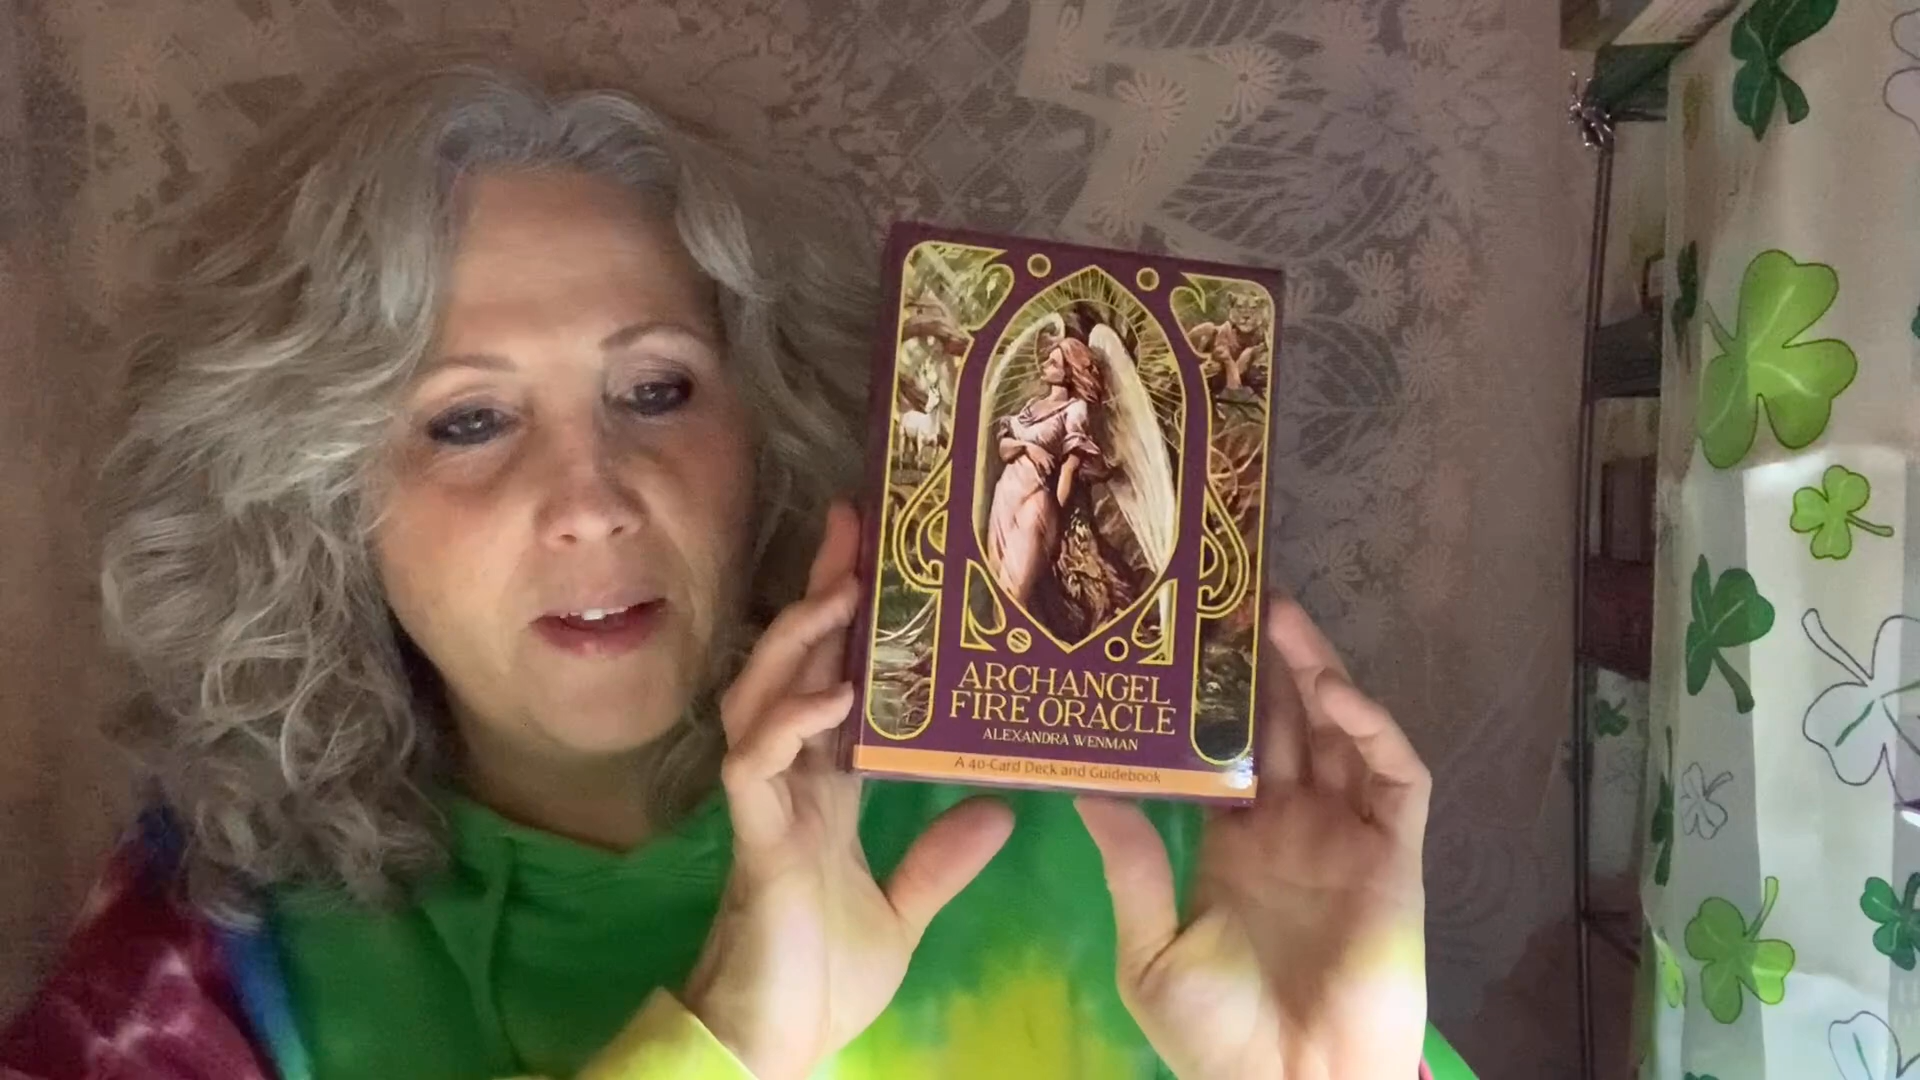 ARCHANGEL
FIRE ORACLE
ALEXANDRA WENMAN
A 40-Card Deck and Guidebook